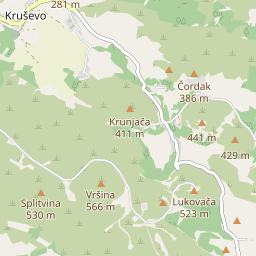 281 m
Kruševo
Čordak
386 m
Krunjača
411 m
441 m
429 m
Vršina
566 m
Splitvina
530 m
Lukovača
523 m